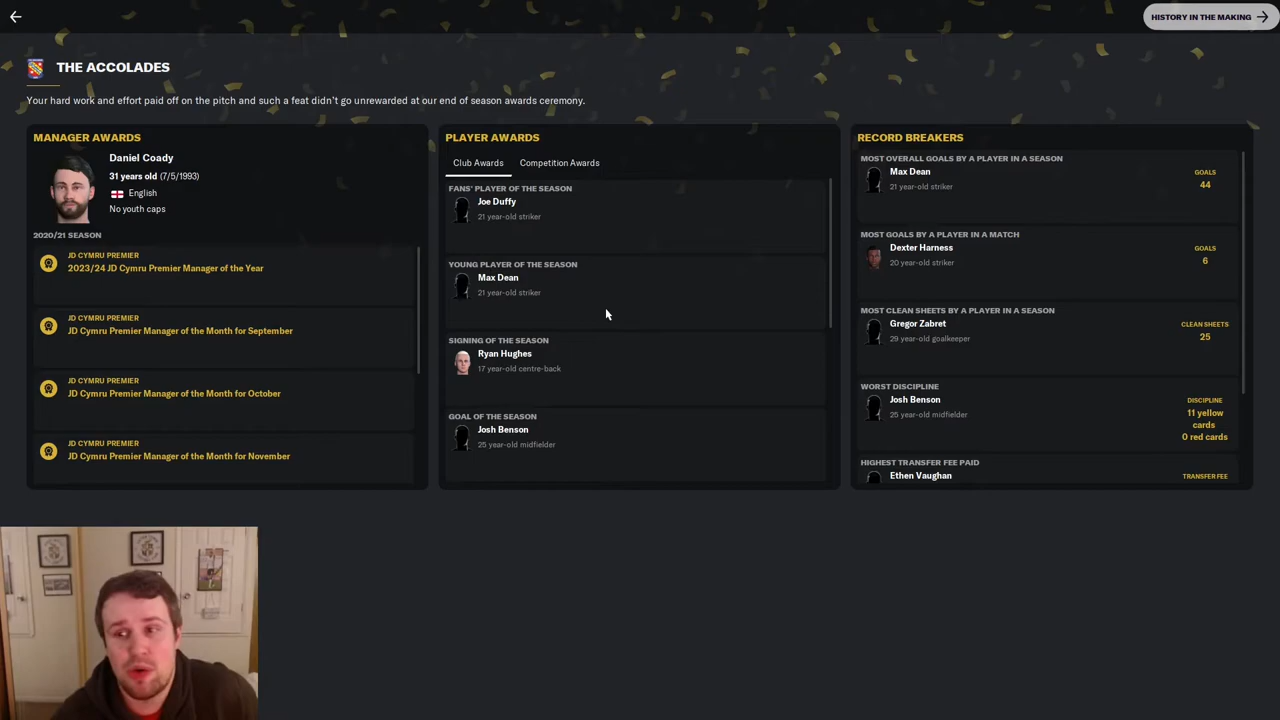 HISTORY IN THE MAKING
THE ACCOLADES
Your hard work and effort paid off on the pitch and such a feat didn't go unrewarded at our end of season awards ceremony.
MANAGER AWARDS
Daniel Coady
31 years old (7/5/1993)
English
No youth caps
2020/21 SEASON
JD CYMRU PREMIER
2023/24 JD Cymru Premier Manager of the Year
JD CYMRU PREMIER
JD Cymru Premier Manager of the Month for September
JD CYMRU PREMIER
JD Cymru Premier Manager of the Month for October
JD CYMRU PREMIER
JD Cymru Premier Manager of the Month for November
PLAYER AWARDS
Club Awards Competition Awards
FANS' PLAYER OF THE SEASON
Joe Duffy
21 year-old striker
YOUNG PLAYER OF THE SEASON
Max Dean
21 year-old striker
SIGNING OF THE SEASON
Ryan Hughes
17 year-old centre-back
GOAL OF THE SEASON
Josh Benson
25 year-old midfielder
RECORD BREAKERS
MOST OVERALL GOALS BY A PLAYER IN A SEASON
Max Dean
21 year-old striker
GOALS
44
MOST GOALS BY A PLAYER IN A MATCH
Dexter Harness
20 year-old striker
GOALS
6
MOST CLEAN SHEETS BY A PLAYER IN A SEASON
Gregor Zabret
29 year-old goalkeeper
CLEAN SHEETS
25
WORST DISCIPLINE
Josh Benson
25 year-old midfielder
DISCIPLINE
11 yellow
cards
0 red cards
HIGHEST TRANSFER FEE PAID
Ethen Vaughan
TRANSFER FEE